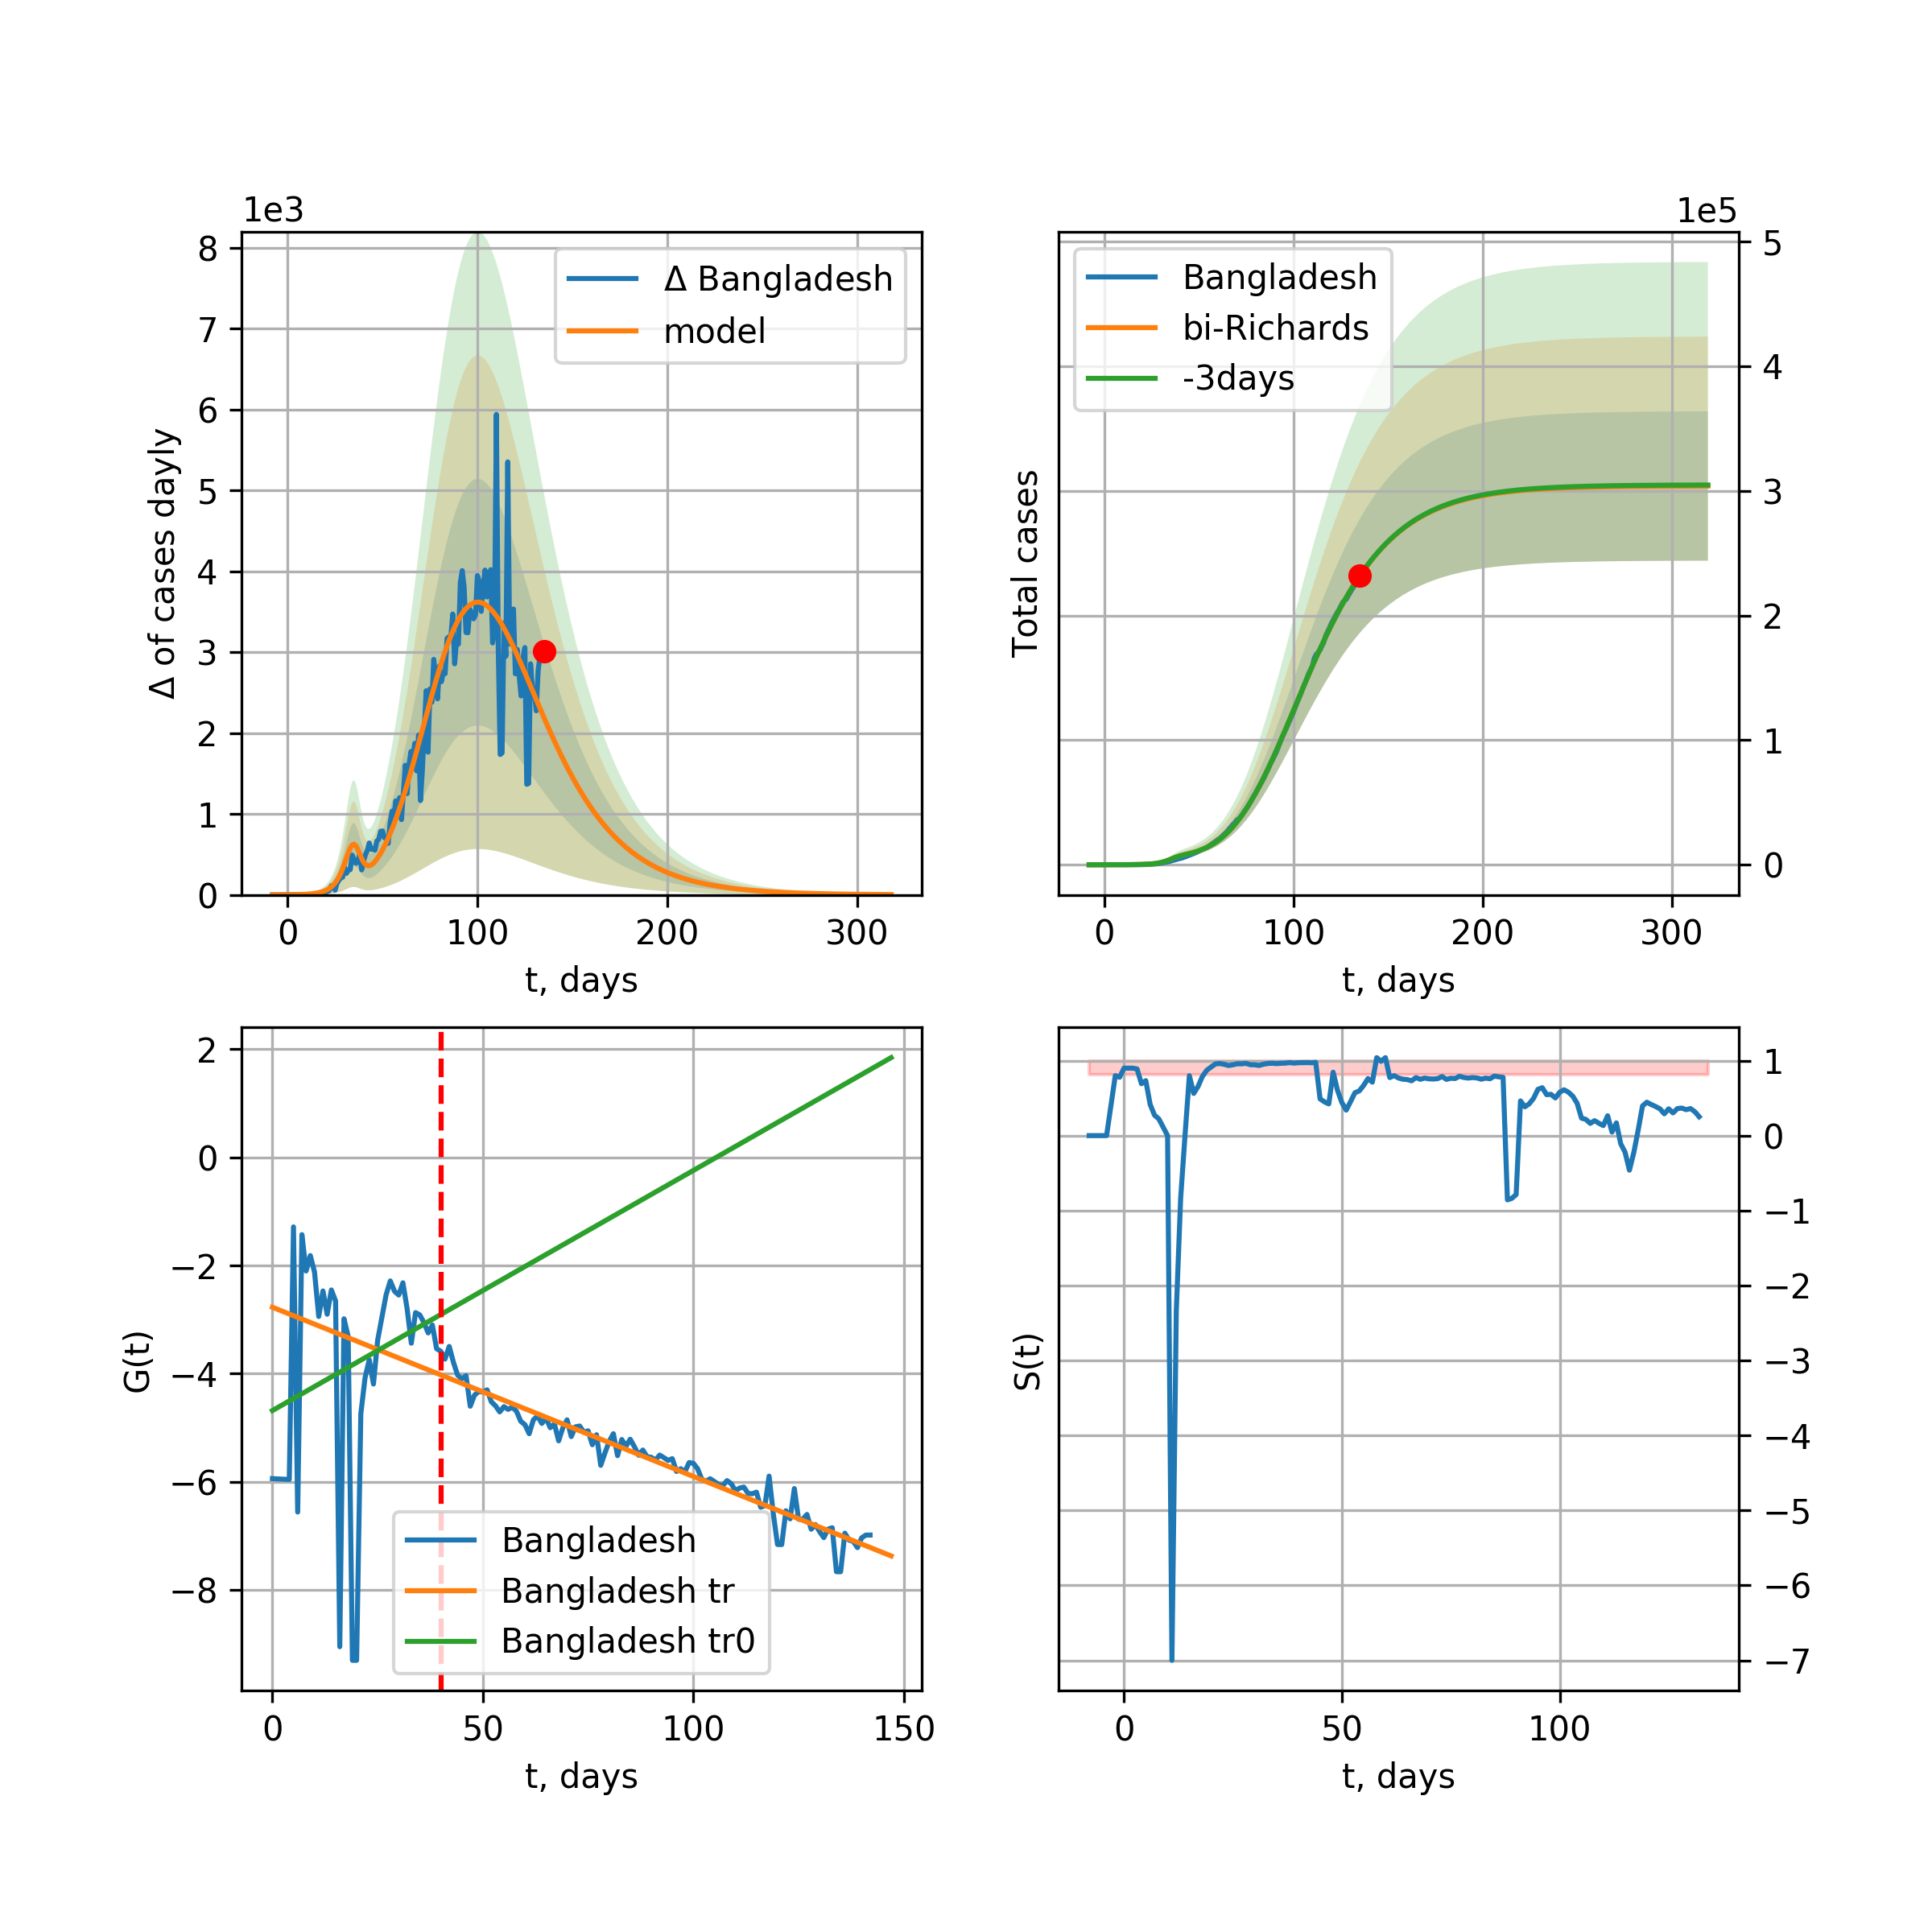 1e3
8
7
6
5
4
3
2
1
0
Δ of cases dayly
Δ Bangladesh
model
0 100 200 300
t, days
1e5
5
4
3
2
1
0
Total cases
Bangladesh
bi-Richards
-3days
0 100 200 300
t, days
2
0
−2
−4
−6
−8
G(t)
Bangladesh
Bangladesh tr
Bangladesh tr0
0 50 100 150
t, days
S(t)
1
0
−1
−2
−3
−4
−5
−6
−7
0 50 100
t, days